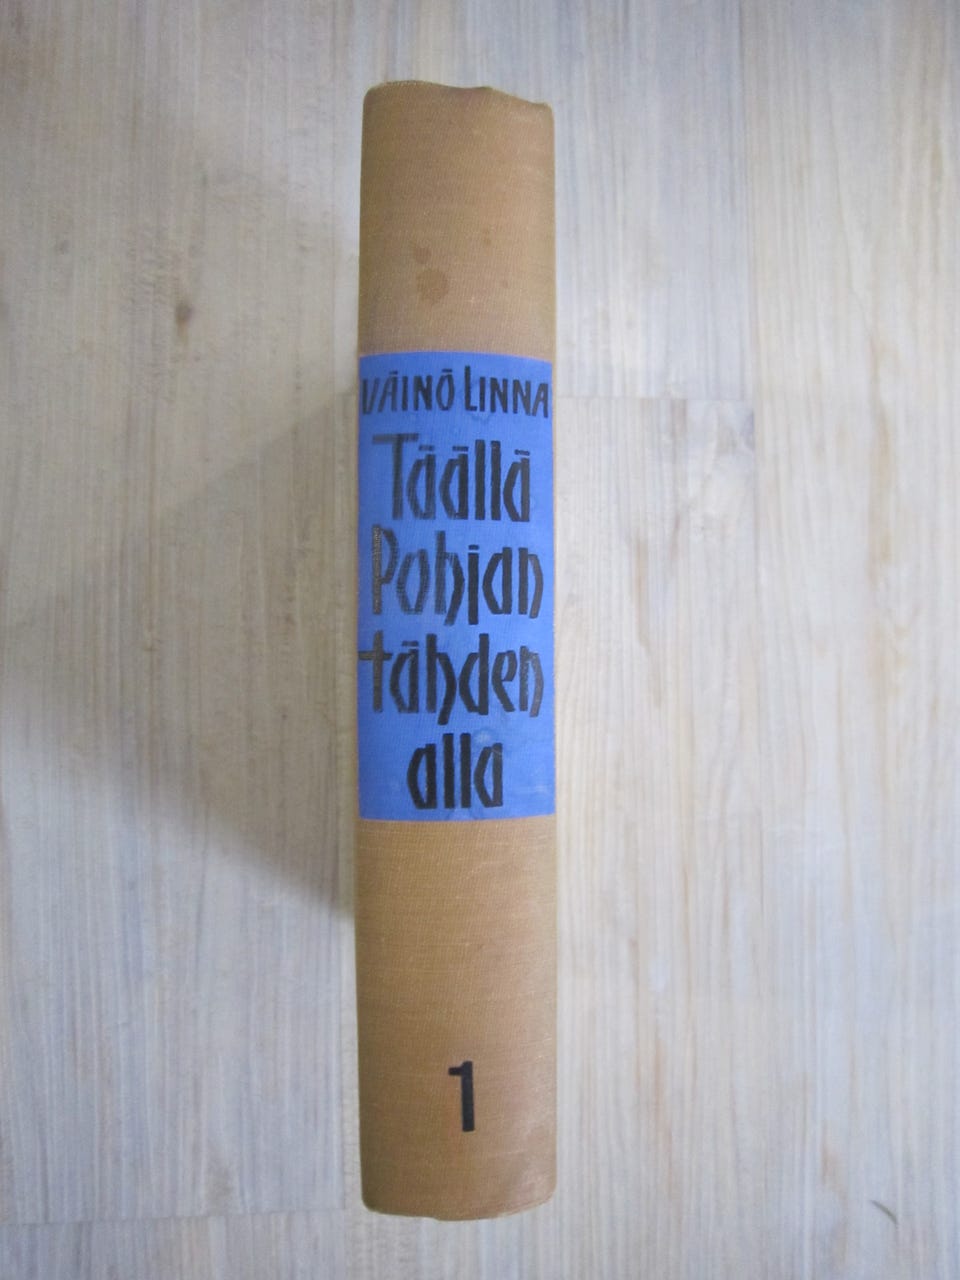 VÄINÖ LINNA
Täällä
Pohjan
tähden
alla
1